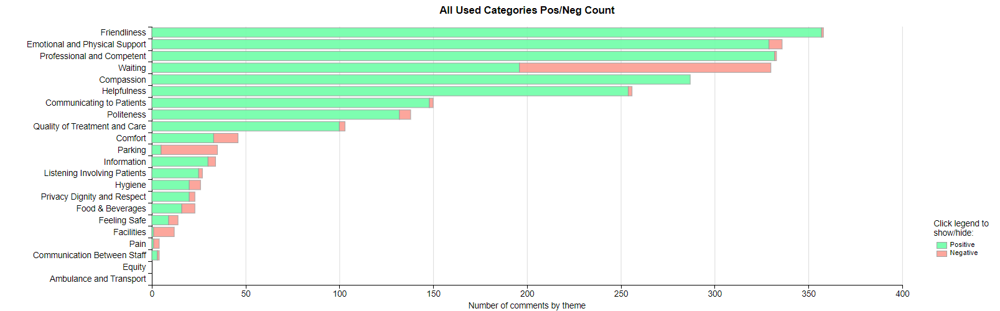 All Used Categories Pos/Neg Count
Friendliness
Emotional and Physical Support
Professional and Competent
Waiting
Compassion
Helpfulness
Communicating to Patients
Politeness
Quality of Treatment and Care
Comfort
Parking
Information
Listening Involving Patients
Hygiene
Privacy Dignity and Respect
Food & Beverages
Feeling Safe
Facilities
Pain
Communication Between Staff
Equity
Ambulance and Transport
0 50 100 150 200 250 300 350 400
Number of comments by theme
Click legend to
show/hide:
Positive
Negative